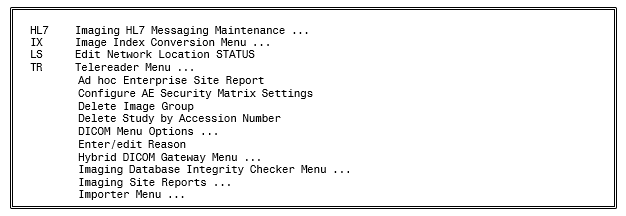 HL7 Imaging HL7 Messaging Maintenance ...
IX Image Index Conversion Menu ...
LS Edit Network Location STATUS
TR Telereader Menu ...
Ad hoc Enterprise Site Report
Configure AE Security Matrix Settings
Delete Image Group
Delete Study by Accession Number
DICOM Menu Options ...
Enter/edit Reason
Hybrid DICOM Gateway Menu ...
Imaging Database Integrity Checker Menu ...
Imaging Site Reports ...
Importer Menu ...